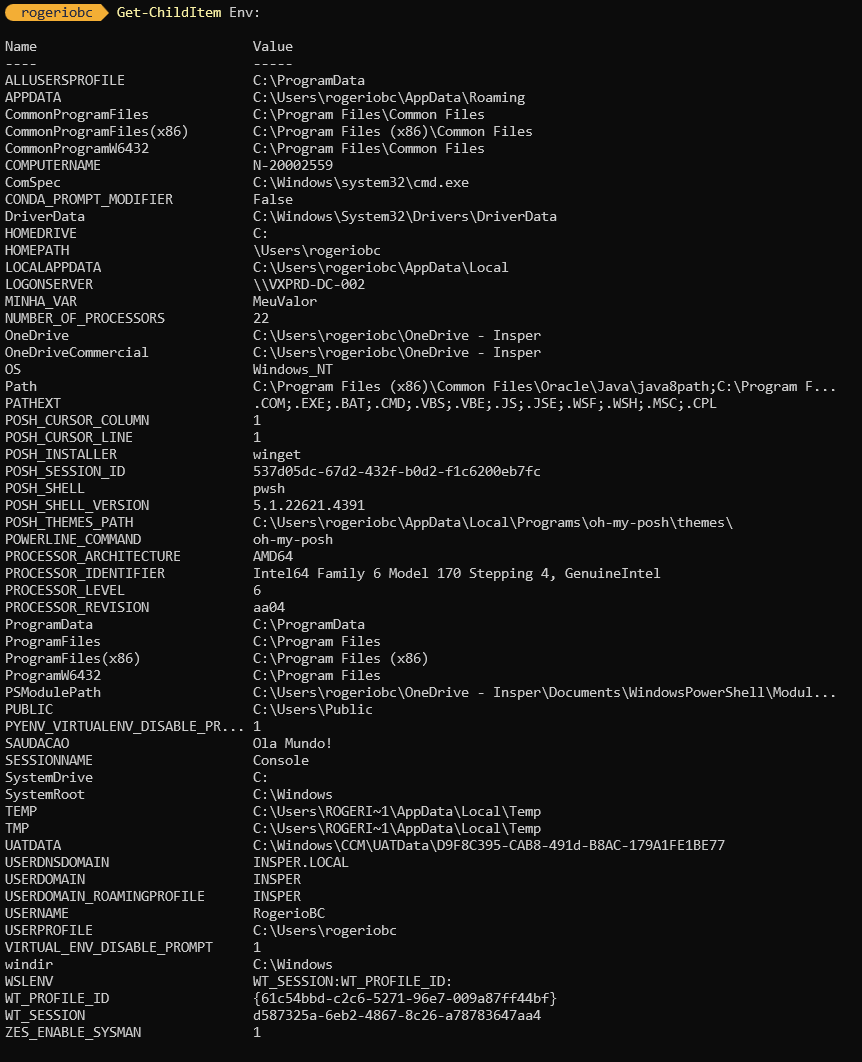 rogeriobc Get-ChildItem Env:
Name Value
---- -----
ALLUSERSPROFILE C:\ProgramData
APPDATA C:\Users\rogeriobc\AppData\Roaming
CommonProgramFiles C:\Program Files\Common Files
CommonProgramFiles(x86) C:\Program Files (x86)\Common Files
CommonProgramW6432 C:\Program Files\Common Files
COMPUTERNAME N-20002559
ComSpec C:\Windows\system32\cmd.exe
CONDA_PROMPT_MODIFIER False
DriverData C:\Windows\System32\Drivers\DriverData
HOMEDRIVE C:
HOMEPATH \Users\rogeriobc
LOCALAPPDATA C:\Users\rogeriobc\AppData\Local
LOGONSERVER \\VXPRD-DC-002
MINHA_VAR MeuValor
NUMBER_OF_PROCESSORS 22
OneDrive C:\Users\rogeriobc\OneDrive - Insper
OneDriveCommercial C:\Users\rogeriobc\OneDrive - Insper
OS Windows_NT
Path C:\Program Files (x86)\Common Files\Oracle\Java\java8path;C:\Program F...
PATHEXT .COM;.EXE;.BAT;.CMD;.VBS;.VBE;.JS;.JSE;.WSF;.WSH;.MSC;.CPL
POSH_CURSOR_COLUMN 1
POSH_CURSOR_LINE 1
POSH_INSTALLER winget
POSH_SESSION_ID 537d05dc-67d2-432f-b0d2-f1c6200eb7fc
POSH_SHELL pwsh
POSH_SHELL_VERSION 5.1.22621.4391
POSH_THEMES_PATH C:\Users\rogeriobc\AppData\Local\Programs\oh-my-posh\themes\
POWERLINE_COMMAND oh-my-posh
PROCESSOR_ARCHITECTURE AMD64
PROCESSOR_IDENTIFIER Intel64 Family 6 Model 170 Stepping 4, GenuineIntel
PROCESSOR_LEVEL 6
PROCESSOR_REVISION aa04
ProgramData C:\ProgramData
ProgramFiles C:\Program Files
ProgramFiles(x86) C:\Program Files (x86)
ProgramW6432 C:\Program Files
PSModulePath C:\Users\rogeriobc\OneDrive - Insper\Documents\WindowsPowerShell\Modul...
PUBLIC C:\Users\Public
PYENV_VIRTUALENV_DISABLE_PR... 1
SAUDACAO Ola Mundo!
SESSIONNAME Console
SystemDrive C:
SystemRoot C:\Windows
TEMP C:\Users\ROGERI~1\AppData\Local\Temp
TMP C:\Users\ROGERI~1\AppData\Local\Temp
UATDATA C:\Windows\CCM\UATData\D9F8C395-CAB8-491d-B8AC-179A1FE1BE77
USERDNSDOMAIN INSPER.LOCAL
USERDOMAIN INSPER
USERDOMAIN_ROAMINGPROFILE INSPER
USERNAME RogerioBC
USERPROFILE C:\Users\rogeriobc
VIRTUAL_ENV_DISABLE_PROMPT 1
windir C:\Windows
WSLENV WT_SESSION:WT_PROFILE_ID:
WT_PROFILE_ID {61c54bbd-c2c6-5271-96e7-009a87ff44bf}
WT_SESSION d587325a-6eb2-4867-8c26-a78783647aa4
ZES_ENABLE_SYSMAN 1